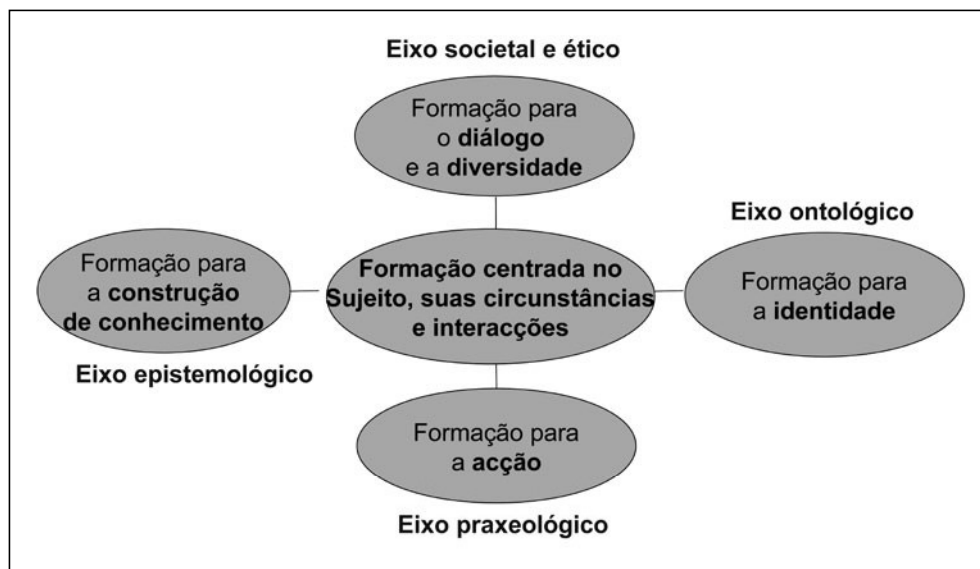 Eixo societal e ético
Formação para
o diálogo
e a diversidade
Eixo ontológico
Formação para
a construção
de conhecimento
Formação centrada no
Sujeito, suas circunstâncias
e interacções
Formação para
a identidade
Eixo epistemológico
Formação para
a acção
Eixo praxeológico